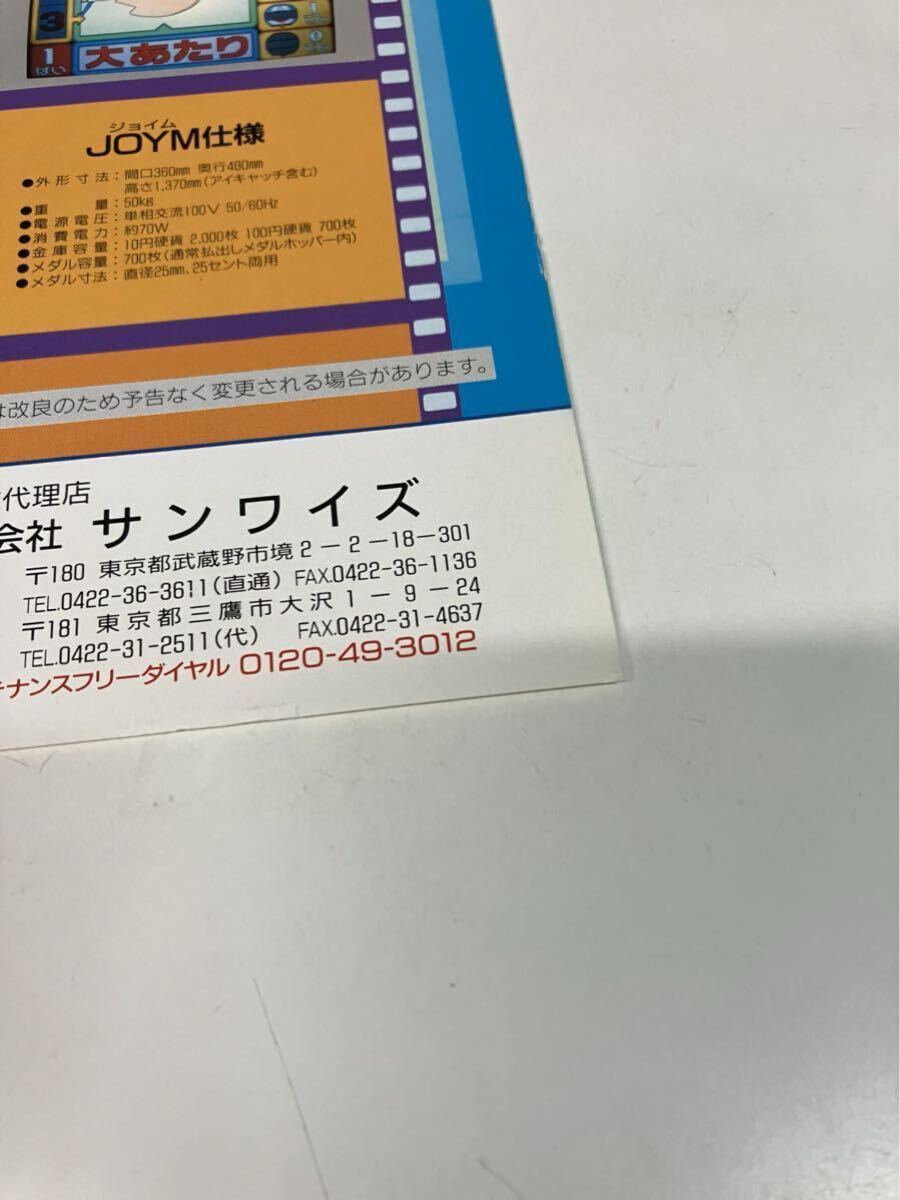 3
1
ぱい
大あたり
ジョイム
JOYM仕様
●外形寸法：間口360mm 奥行480mm
高さ1,370mm(アイキャッチ含む)
●重量：50kg
●電源電圧：単相交流100V 50/60Hz
●消費電力：約70W
●金庫容量：10円硬貨 2,000枚 100円硬貨 700枚
●メダル容量：700枚(通常払出しメダルホッパー内)
●メダル寸法：直径25mm、25セント両用
は改良のため予告なく変更される場合があります。
代理店
会社 サンワイズ
〒180 東京都武蔵野市境2－2－18－301
TEL.0422-36-3611(直通) FAX.0422-36-1136
〒181 東京都三鷹市大沢1－9－24
TEL.0422-31-2511(代) FAX.0422-31-4637
テナンスフリーダイヤル 0120-49-3012